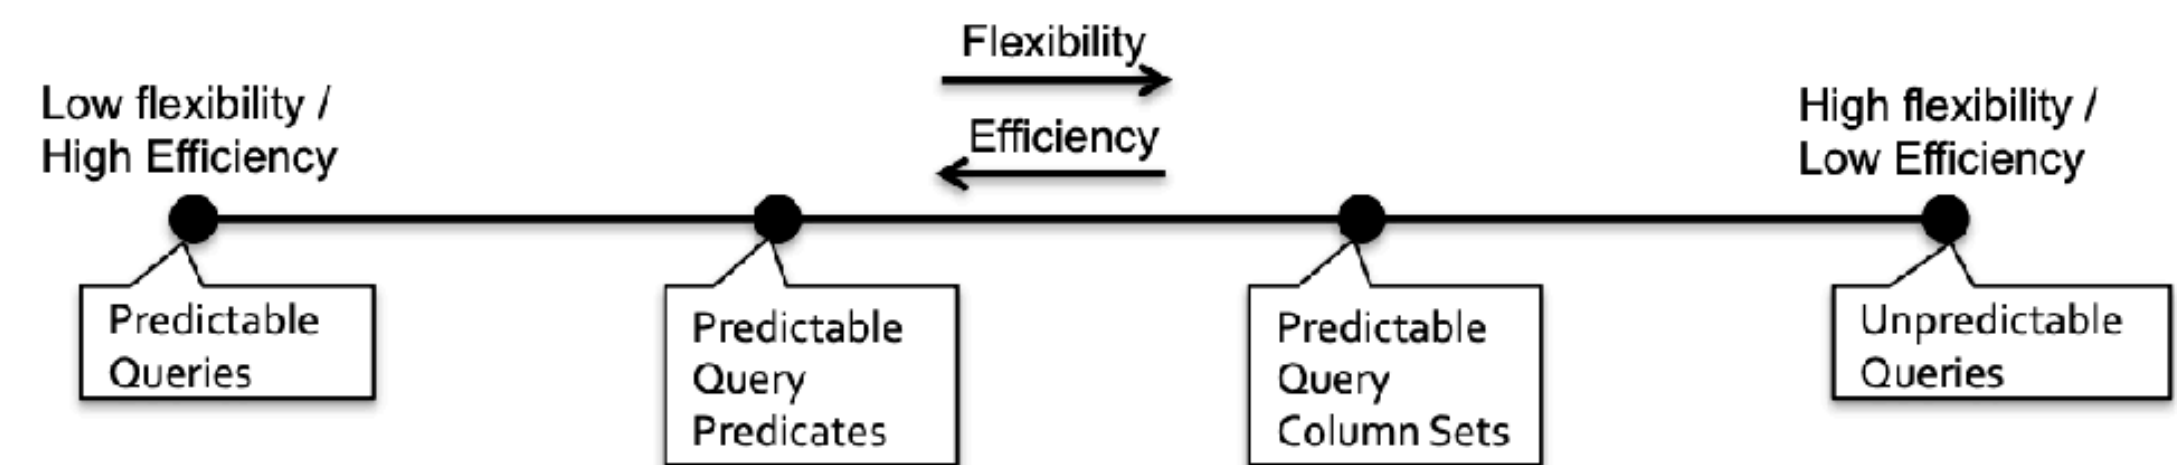 Flexibility
Low flexibility /
High Efficiency
Efficiency
High flexibility /
Low Efficiency
Predictable
Queries
Predictable
Query
Predicates
Predictable
Query
Column Sets
Unpredictable
Queries